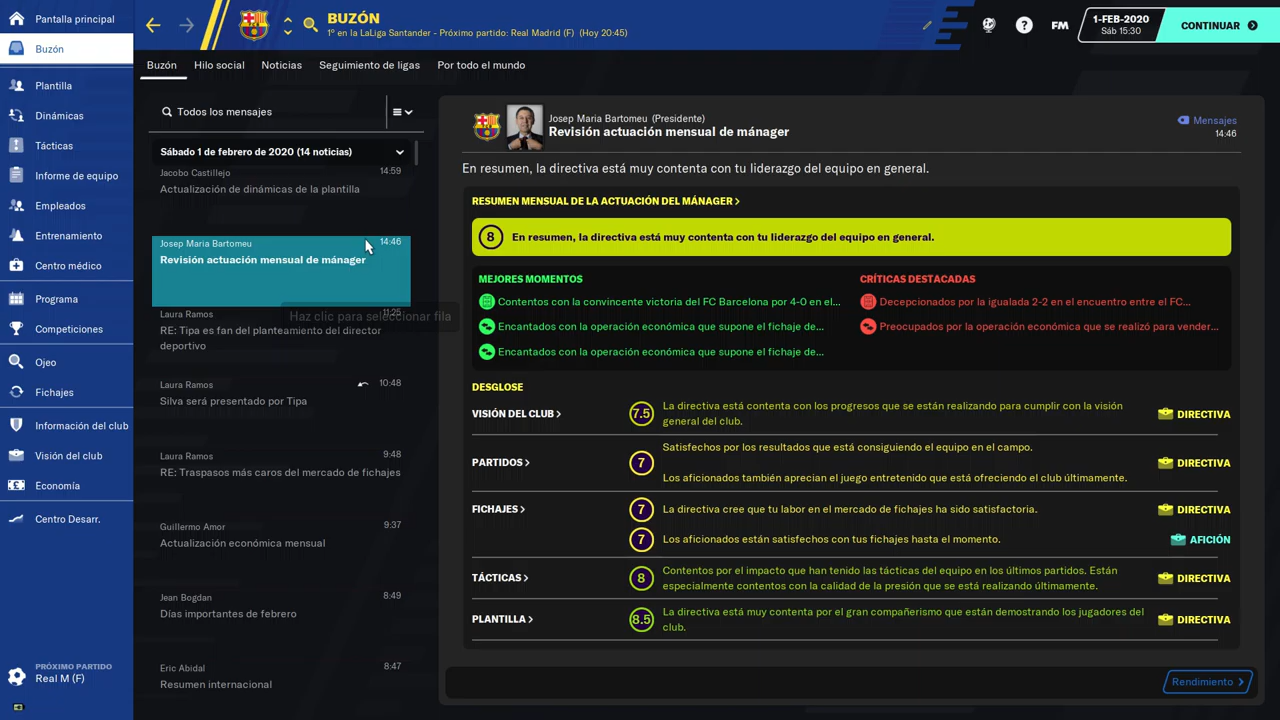 Pantalla principal
Buzón
Plantilla
Dinámicas
Tácticas
Informe de equipo
Empleados
Entrenamiento
Centro médico
Programa
Competiciones
Ojeo
Fichajes
Información del club
Visión del club
Economía
Centro Desarr.
PRÓXIMO PARTIDO
Real M (F)
BUZÓN
1º en la LaLiga Santander - Próximo partido: Real Madrid (F) (Hoy 20:45)
?
FM
1-FEB-2020
Sáb 15:30
CONTINUAR
Buzón Hilo social Noticias Seguimiento de ligas Por todo el mundo
Todos los mensajes
Sábado 1 de febrero de 2020 (14 noticias)
Jacobo Castillejo 14:59
Actualización de dinámicas de la plantilla
Josep Maria Bartomeu 14:46
Revisión actuación mensual de mánager
Haz clic para seleccionar fila
Laura Ramos 11:25
RE: Tipa es fan del planteamiento del director
deportivo
Laura Ramos 10:48
Silva será presentado por Tipa
Laura Ramos 9:48
RE: Traspasos más caros del mercado de fichajes
Guillermo Amor 9:37
Actualización económica mensual
Jean Bogdan 8:49
Días importantes de febrero
Eric Abidal 8:47
Resumen internacional
Josep Maria Bartomeu (Presidente)
Revisión actuación mensual de mánager
Mensajes
14:46
En resumen, la directiva está muy contenta con tu liderazgo del equipo en general.
RESUMEN MENSUAL DE LA ACTUACIÓN DEL MÁNAGER
8 En resumen, la directiva está muy contenta con tu liderazgo del equipo en general.
MEJORES MOMENTOS
Contentos con la convincente victoria del FC Barcelona por 4-0 en el...
Encantados con la operación económica que supone el fichaje de...
Encantados con la operación económica que supone el fichaje de...
CRÍTICAS DESTACADAS
Decepcionados por la igualada 2-2 en el encuentro entre el FC...
Preocupados por la operación económica que se realizó para vender...
DESGLOSE
VISIÓN DEL CLUB 7.5 La directiva está contenta con los progresos que se están realizando para cumplir con la visión
general del club.
DIRECTIVA
PARTIDOS 7 Satisfechos por los resultados que está consiguiendo el equipo en el campo.
Los aficionados también aprecian el juego entretenido que está ofreciendo el club últimamente.
DIRECTIVA
FICHAJES 7 La directiva cree que tu labor en el mercado de fichajes ha sido satisfactoria. DIRECTIVA
7 Los aficionados están satisfechos con tus fichajes hasta el momento. AFICIÓN
TÁCTICAS 8 Contentos por el impacto que han tenido las tácticas del equipo en los últimos partidos. Están
especialmente contentos con la calidad de la presión que se está realizando últimamente.
DIRECTIVA
PLANTILLA 8.5 La directiva está muy contenta por el gran compañerismo que están demostrando los jugadores del
club.
DIRECTIVA
Rendimiento